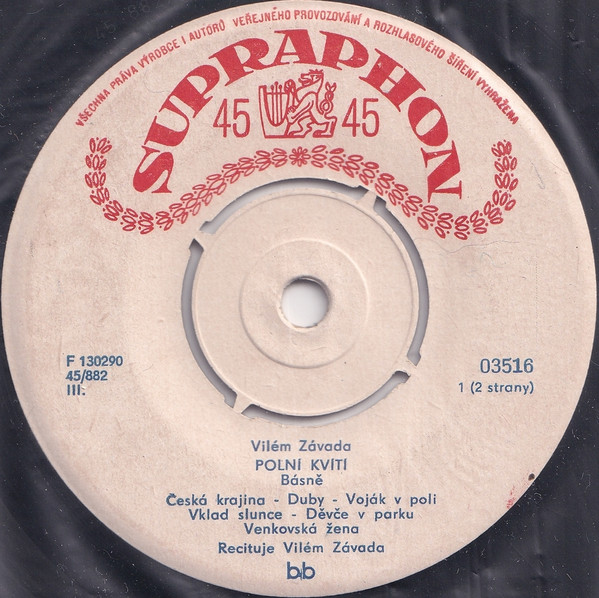 VŠECHNA PRÁVA VÝROBCE I AUTORŮ VEŘEJNÉHO PROVOZOVÁNÍ A ROZHLASOVÉHO ŠÍŘENÍ VYHRAŽENA
SUPRAPHON
45 45
F 130290
45/882
III.
03516
1 (2 strany)
Vilém Závada
POLNÍ KVÍTÍ
Básně
Česká krajina - Duby - Voják v poli
Vklad slunce - Děvče v parku
Venkovská žena
Recituje Vilém Závada
bb